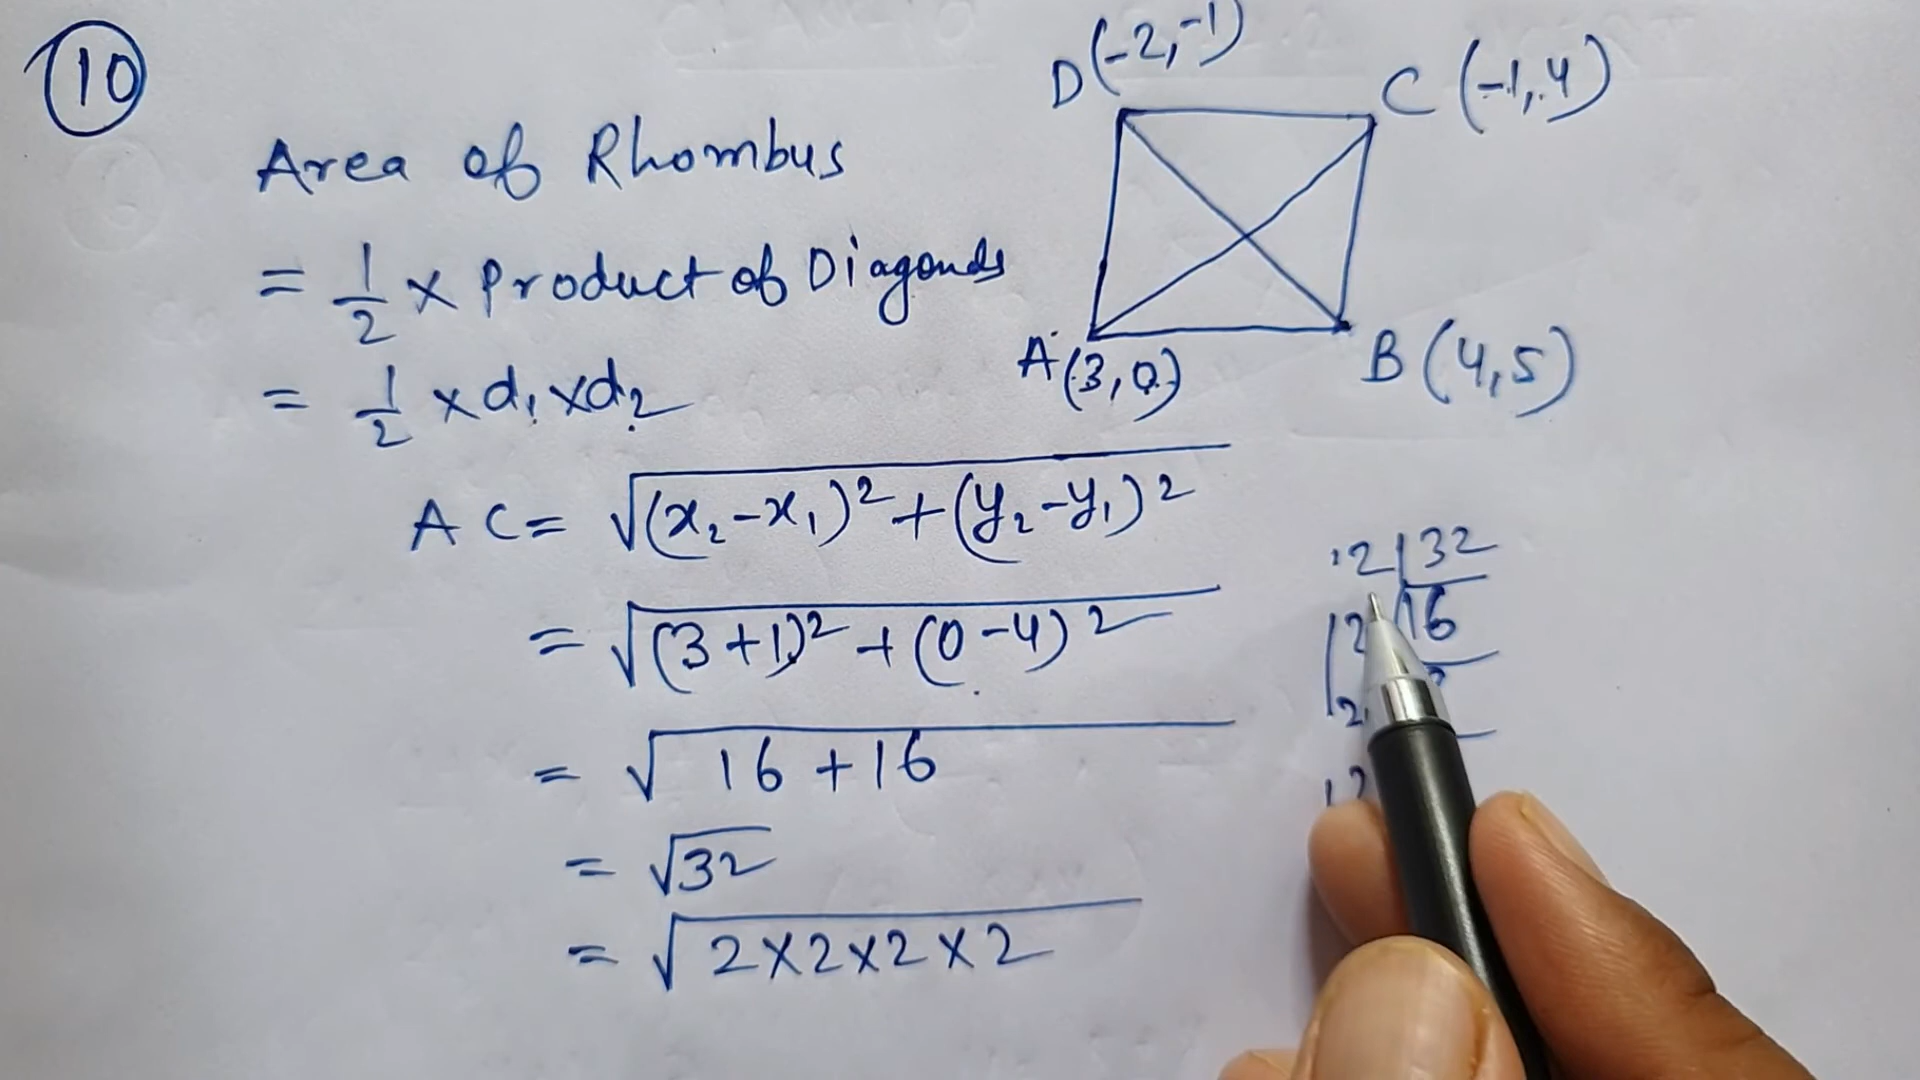 10
D(-2,-1)
C (-1,4)
Area of Rhombus
= 1/2 × Product of Diagonals
= 1/2 × d₁ × d₂
A(3,0)
B (4,5)
AC = √(x₂-x₁)² + (y₂-y₁)²
= √(3+1)² + (0-4)²
= √16+16
= √32
= √2×2×2×2
2 | 32
2 | 16
2
2